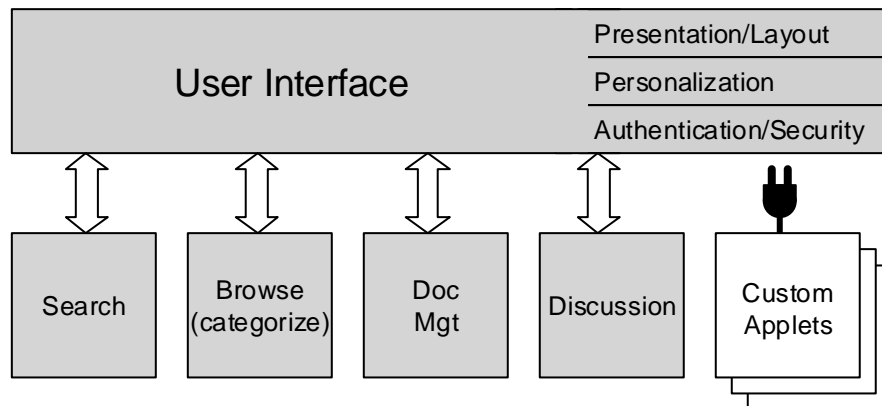 User Interface
Presentation/Layout
Personalization
Authentication/Security
Search
Browse
(categorize)
Doc
Mgt
Discussion
Custom
Applets